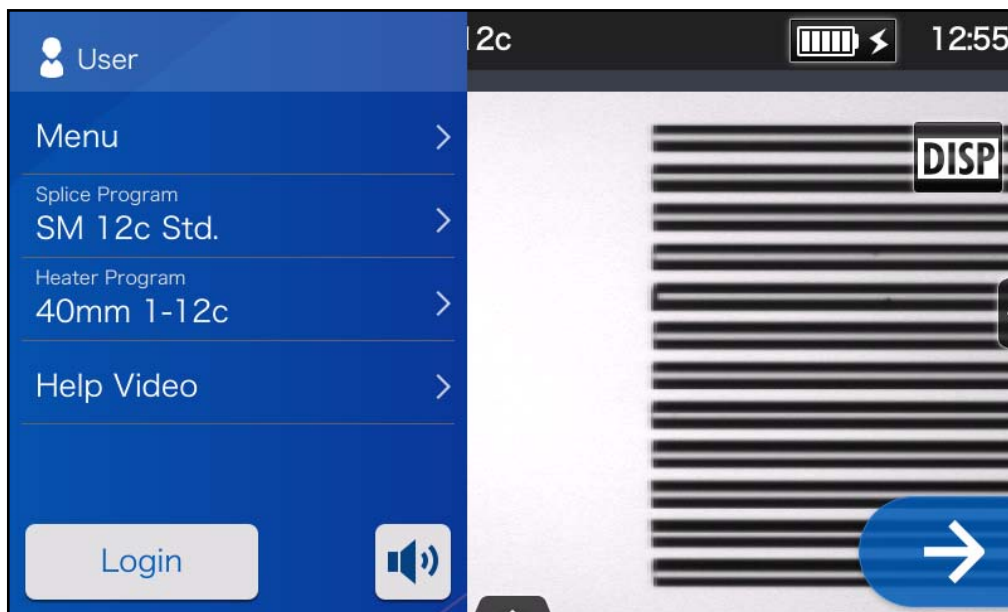 User
Menu
Splice Program
SM 12c Std.
Heater Program
40mm 1-12c
Help Video
Login
12c
12:55
DISP